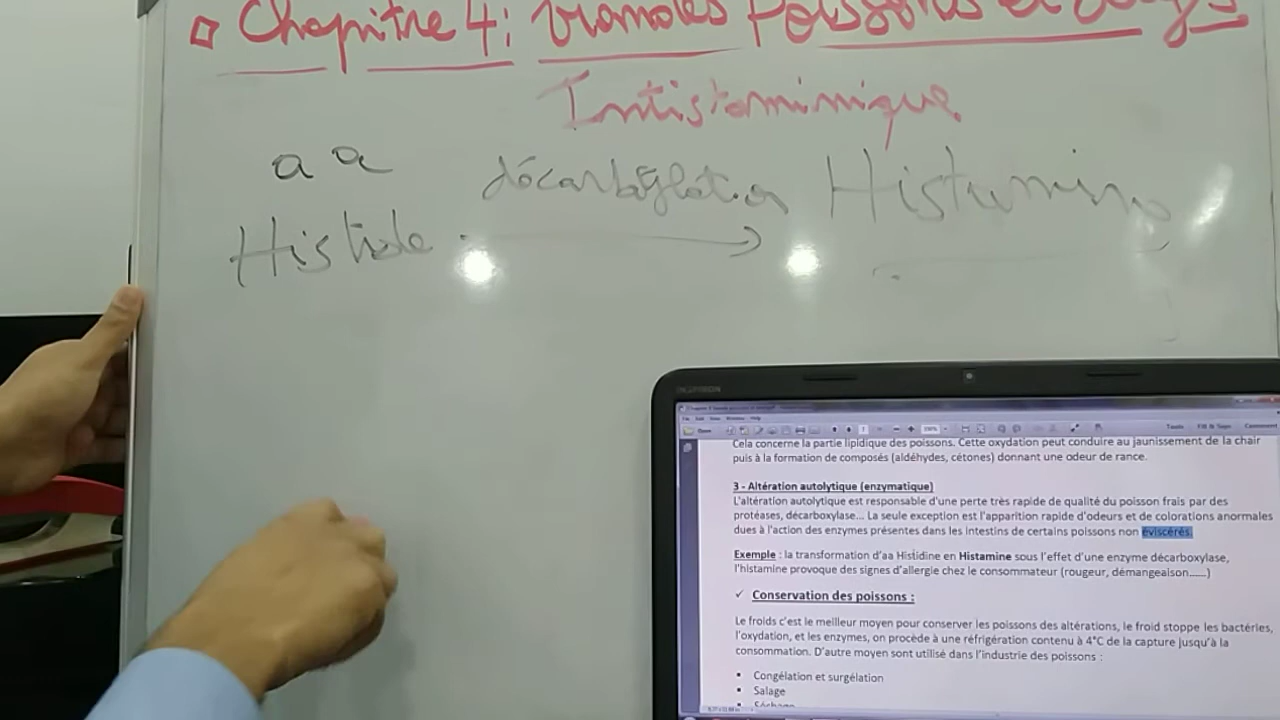 Chapitre 4: Viandes Poissons et
Intistaminique
aa
décarboxylation
Histamine
Histide
Cela concerne la partie lipidique des poissons. Cette oxydation peut conduire au jaunissement de la chair
puis à la formation de composés (aldéhydes, cétones) donnant une odeur de rance.
3 - Altération autolytique (enzymatique)
L'altération autolytique est responsable d'une perte très rapide de qualité du poisson frais par des
protéases, décarboxylase... La seule exception est l'apparition rapide d'odeurs et de colorations anormales
dues à l'action des enzymes présentes dans les intestins de certains poissons non éviscérés.
Exemple : la transformation d'aa Histidine en Histamine sous l'effet d'une enzyme décarboxylase,
l'histamine provoque des signes d'allergie chez le consommateur (rougeur, démangeaison......)
✓ Conservation des poissons :
Le froids c'est le meilleur moyen pour conserver les poissons des altérations, le froid stoppe les bactéries,
l'oxydation, et les enzymes, on procède à une réfrigération contenu à 4°C de la capture jusqu'à la
consommation. D'autre moyen sont utilisé dans l'industrie des poissons :
▪ Congélation et surgélation
▪ Salage
▪ Séchage